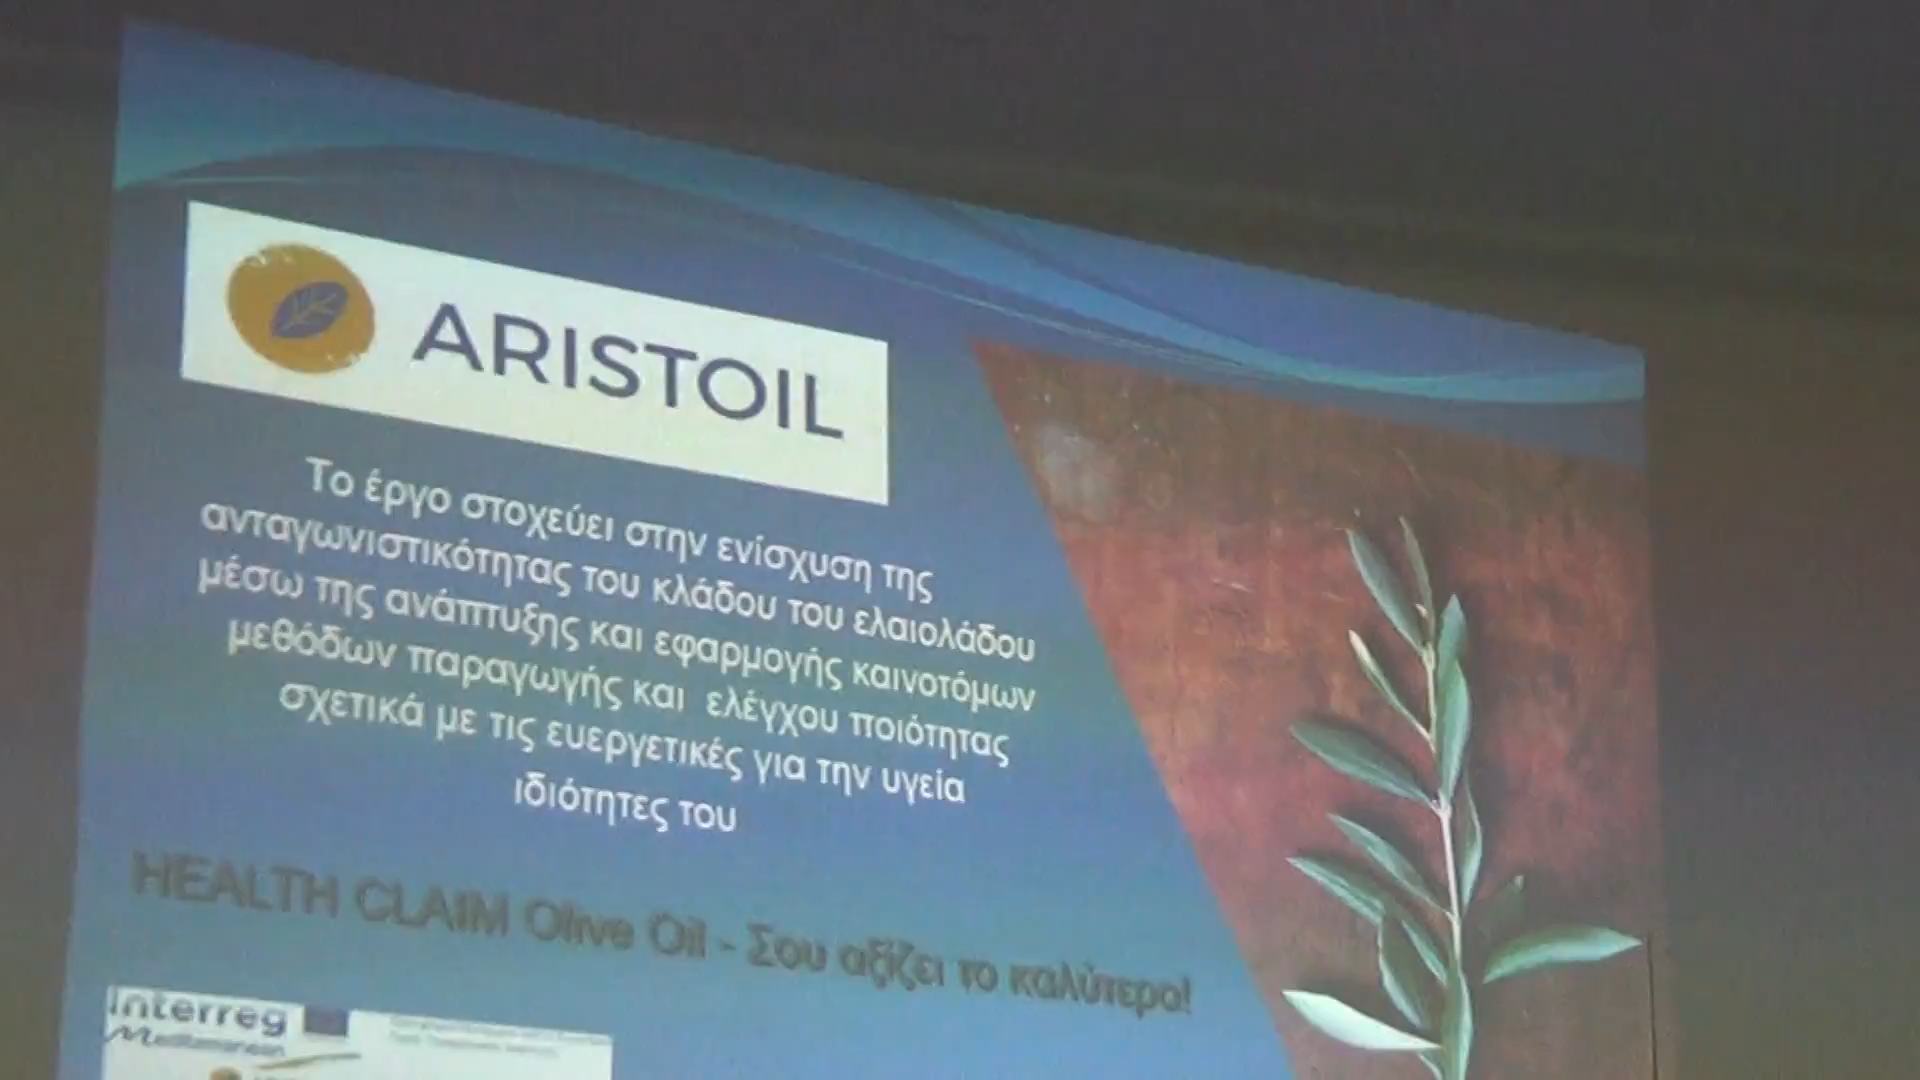 ARISTOIL
Το έργο στοχεύει στην ενίσχυση της
ανταγωνιστικότητας του κλάδου του ελαιολάδου
μέσω της ανάπτυξης και εφαρμογής καινοτόμων
μεθόδων παραγωγής και ελέγχου ποιότητας
σχετικά με τις ευεργετικές για την υγεία
ιδιότητες του
HEALTH CLAIM Olive Oil - Σου αξίζει το καλύτερο!
Interreg
Mediterranean